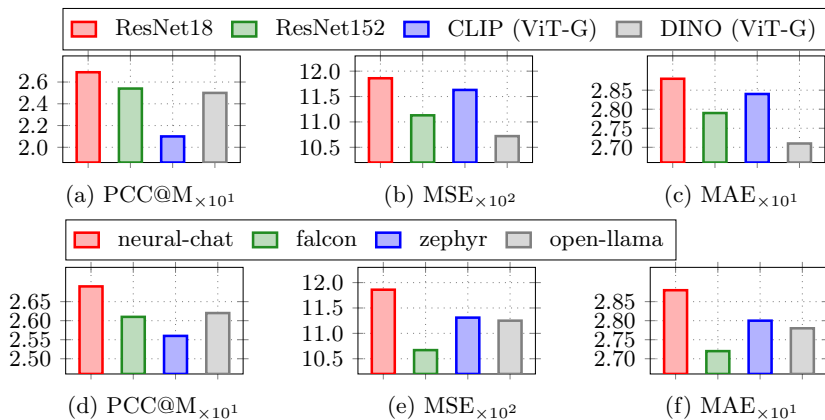 ResNet18 ResNet152 CLIP (ViT-G) DINO (ViT-G)
2.6 12.0 2.85
2.4 11.5 2.80
2.2 11.0 2.75
2.0 10.5 2.70
(a) PCC@M×10¹ (b) MSE×10² (c) MAE×10¹
neural-chat falcon zephyr open-llama
2.65 12.0 2.85
2.60 11.5 2.80
2.55 11.0 2.75
2.50 10.5 2.70
(d) PCC@M×10¹ (e) MSE×10² (f) MAE×10¹